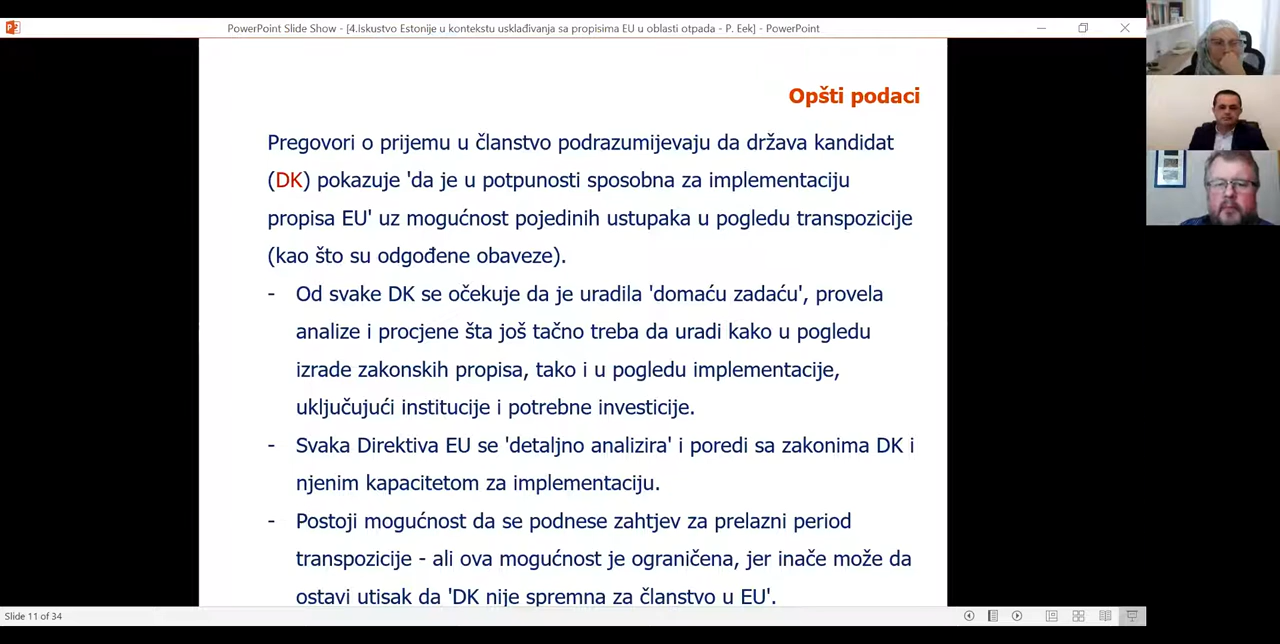 PowerPoint Slide Show - [4.Iskustvo Estonije u kontekstu usklađivanja sa propisima EU u oblasti otpada - P. Eek] - PowerPoint
Opšti podaci
Pregovori o prijemu u članstvo podrazumijevaju da država kandidat
(DK) pokazuje 'da je u potpunosti sposobna za implementaciju
propisa EU' uz mogućnost pojedinih ustupaka u pogledu transpozicije
(kao što su odgođene obaveze).
- Od svake DK se očekuje da je uradila 'domaću zadaću', provela
analize i procjene šta još tačno treba da uradi kako u pogledu
izrade zakonskih propisa, tako i u pogledu implementacije,
uključujući institucije i potrebne investicije.
- Svaka Direktiva EU se 'detaljno analizira' i poredi sa zakonima DK i
njenim kapacitetom za implementaciju.
- Postoji mogućnost da se podnese zahtjev za prelazni period
transpozicije - ali ova mogućnost je ograničena, jer inače može da
ostavi utisak da 'DK nije spremna za članstvo u EU'.
Slide 11 of 34